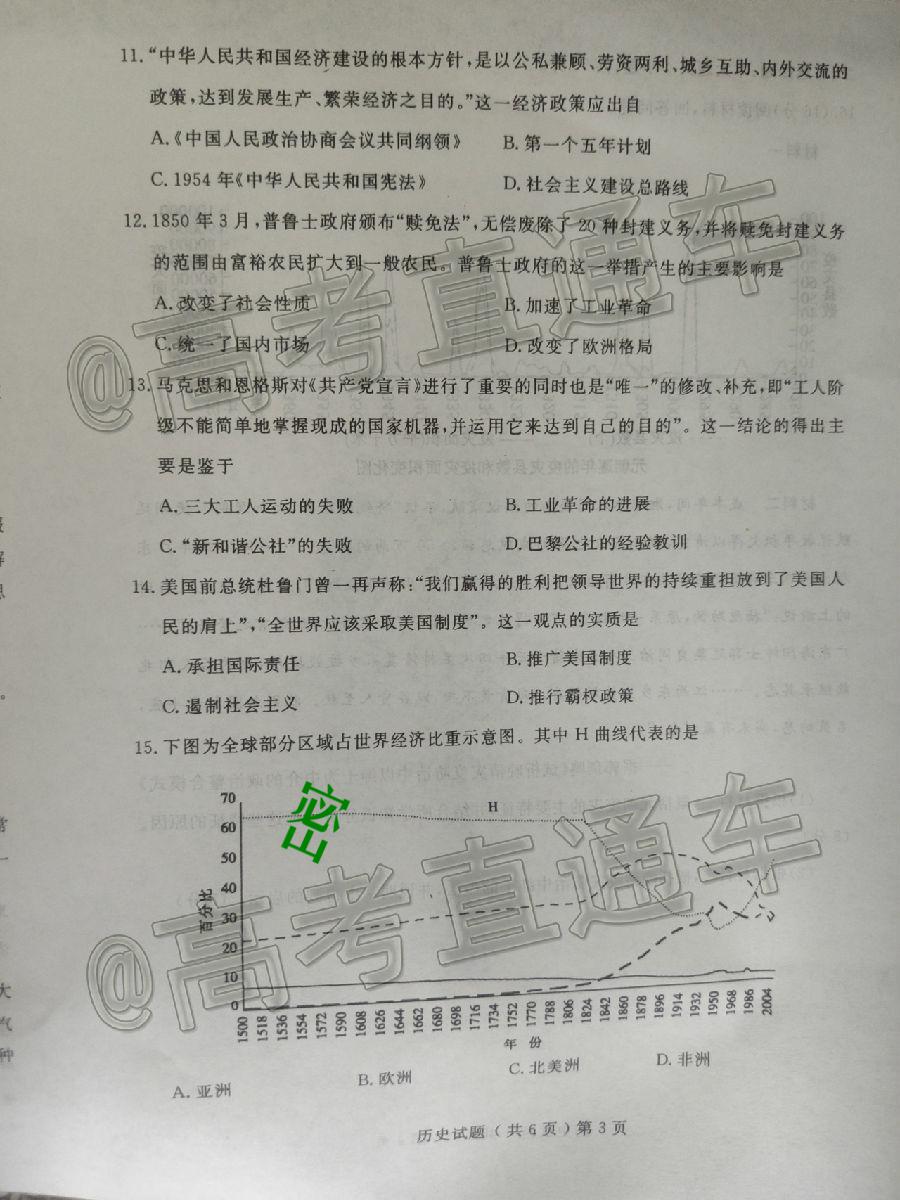 11.“中华人民共和国经济建设的根本方针，是以公私兼顾、劳资两利、城乡互助、内外交流的
政策，达到发展生产、繁荣经济之目的。”这一经济政策应出自
A.《中国人民政治协商会议共同纲领》 B. 第一个五年计划
C. 1954 年《中华人民共和国宪法》 D. 社会主义建设总路线
12. 1850 年 3 月，普鲁士政府颁布“赎免法”，无偿废除了 20 种封建义务，并将赎免封建义务
的范围由富裕农民扩大到一般农民。普鲁士政府的这一举措产生的主要影响是
A. 改变了社会性质 B. 加速了工业革命
C. 统一了国内市场 D. 改变了欧洲格局
13. 马克思和恩格斯对《共产党宣言》进行了重要的同时也是“唯一”的修改、补充，即“工人阶
级不能简单地掌握现成的国家机器，并运用它来达到自己的目的”。这一结论的得出主
要是鉴于
A. 三大工人运动的失败 B. 工业革命的进展
C.“新和谐公社”的失败 D. 巴黎公社的经验教训
14. 美国前总统杜鲁门曾一再声称：“我们赢得的胜利把领导世界的持续重担放到了美国人
民的肩上”，“全世界应该采取美国制度”。这一观点的实质是
A. 承担国际责任 B. 推广美国制度
C. 遏制社会主义 D. 推行霸权政策
15. 下图为全球部分区域占世界经济比重示意图。其中 H 曲线代表的是
70
60
50
40
30
20
10
0
百分比
H
密
1500 1518 1536 1554 1572 1590 1608 1626 1644 1662 1680 1698 1716 1734 1752 1770 1788 1806 1824 1842 1860 1878 1896 1914 1932 1950 1968 1986 2004
年 份
A. 亚洲 B. 欧洲 C. 北美洲 D. 非洲
历史试题（共 6 页）第 3 页
@高考直通车
@高考直通车